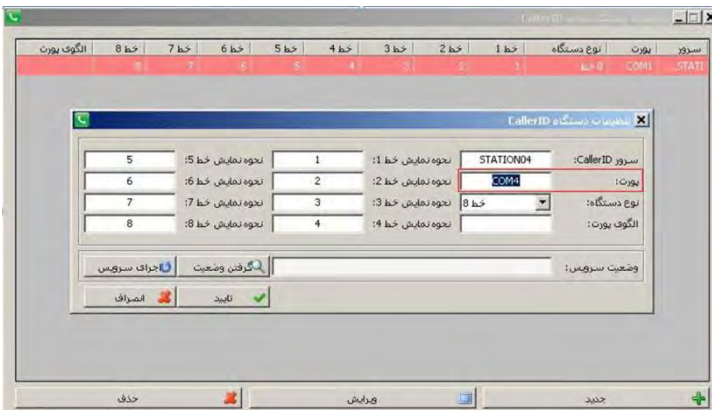 سرور پورت نوع دستگاه خط 1 خط 2 خط 3 خط 4 خط 5 خط 6 خط 7 خط 8 الگوی پورت
STATI... COM1 8 خط 1 2 3 4 5 6 7 8
تنظیمات دستگاه CallerID
سرور CallerID: STATION04 نحوه نمایش خط 1: 1 نحوه نمایش خط 5: 5
پورت: COM4 نحوه نمایش خط 2: 2 نحوه نمایش خط 6: 6
نوع دستگاه: 8 خط نحوه نمایش خط 3: 3 نحوه نمایش خط 7: 7
الگوی پورت: نحوه نمایش خط 4: 4 نحوه نمایش خط 8: 8
وضعیت سرویس: گرفتن وضعیت اجرای سرویس
تایید انصراف
جدید ویرایش حذف